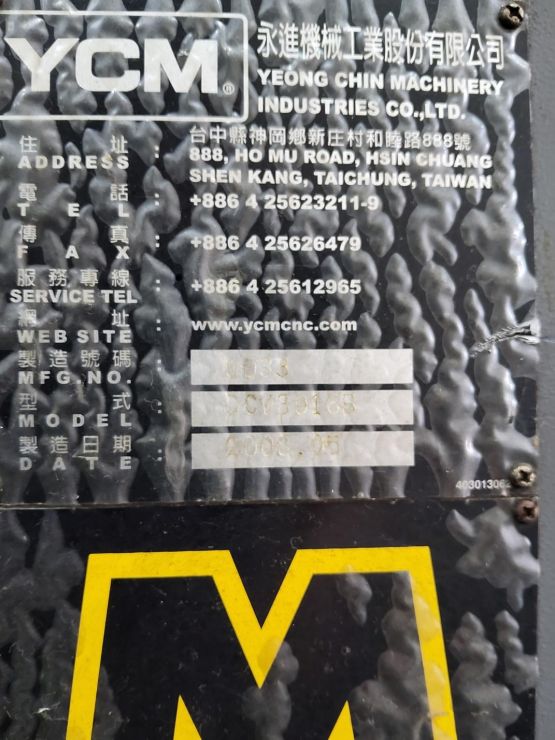 YCM®
永進機械工業股份有限公司
YEONG CHIN MACHINERY
INDUSTRIES CO.,LTD.
住址 : 台中縣神岡鄉新庄村和睦路888號
ADDRESS 888, HO MU ROAD, HSIN CHUANG
SHEN KANG, TAICHUNG, TAIWAN
電話 : +886 4 25623211-9
TEL
傳真 : +886 4 25626479
FAX
服務專線 : +886 4 25612965
SERVICE TEL
網址 : www.ycmcnc.com
WEB SITE
製造號碼 :
MFG.NO.
型式 : DCV3016B
MODEL
製造日期 :
DATE
M